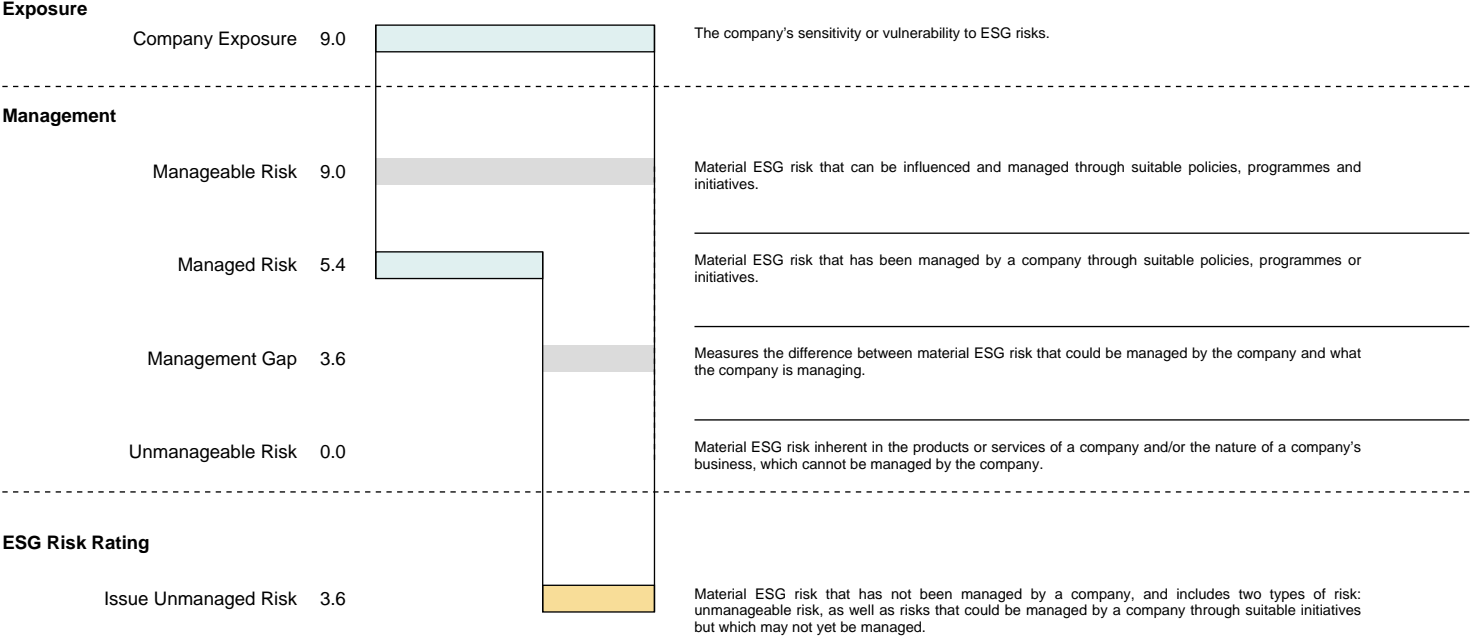 Exposure
Company Exposure 9.0
The company’s sensitivity or vulnerability to ESG risks.
Management
Manageable Risk 9.0
Material ESG risk that can be influenced and managed through suitable policies, programmes and
initiatives.
Managed Risk 5.4
Material ESG risk that has been managed by a company through suitable policies, programmes or
initiatives.
Management Gap 3.6
Measures the difference between material ESG risk that could be managed by the company and what
the company is managing.
Unmanageable Risk 0.0
Material ESG risk inherent in the products or services of a company and/or the nature of a company’s
business, which cannot be managed by the company.
ESG Risk Rating
Issue Unmanaged Risk 3.6
Material ESG risk that has not been managed by a company, and includes two types of risk:
unmanageable risk, as well as risks that could be managed by a company through suitable initiatives
but which may not yet be managed.